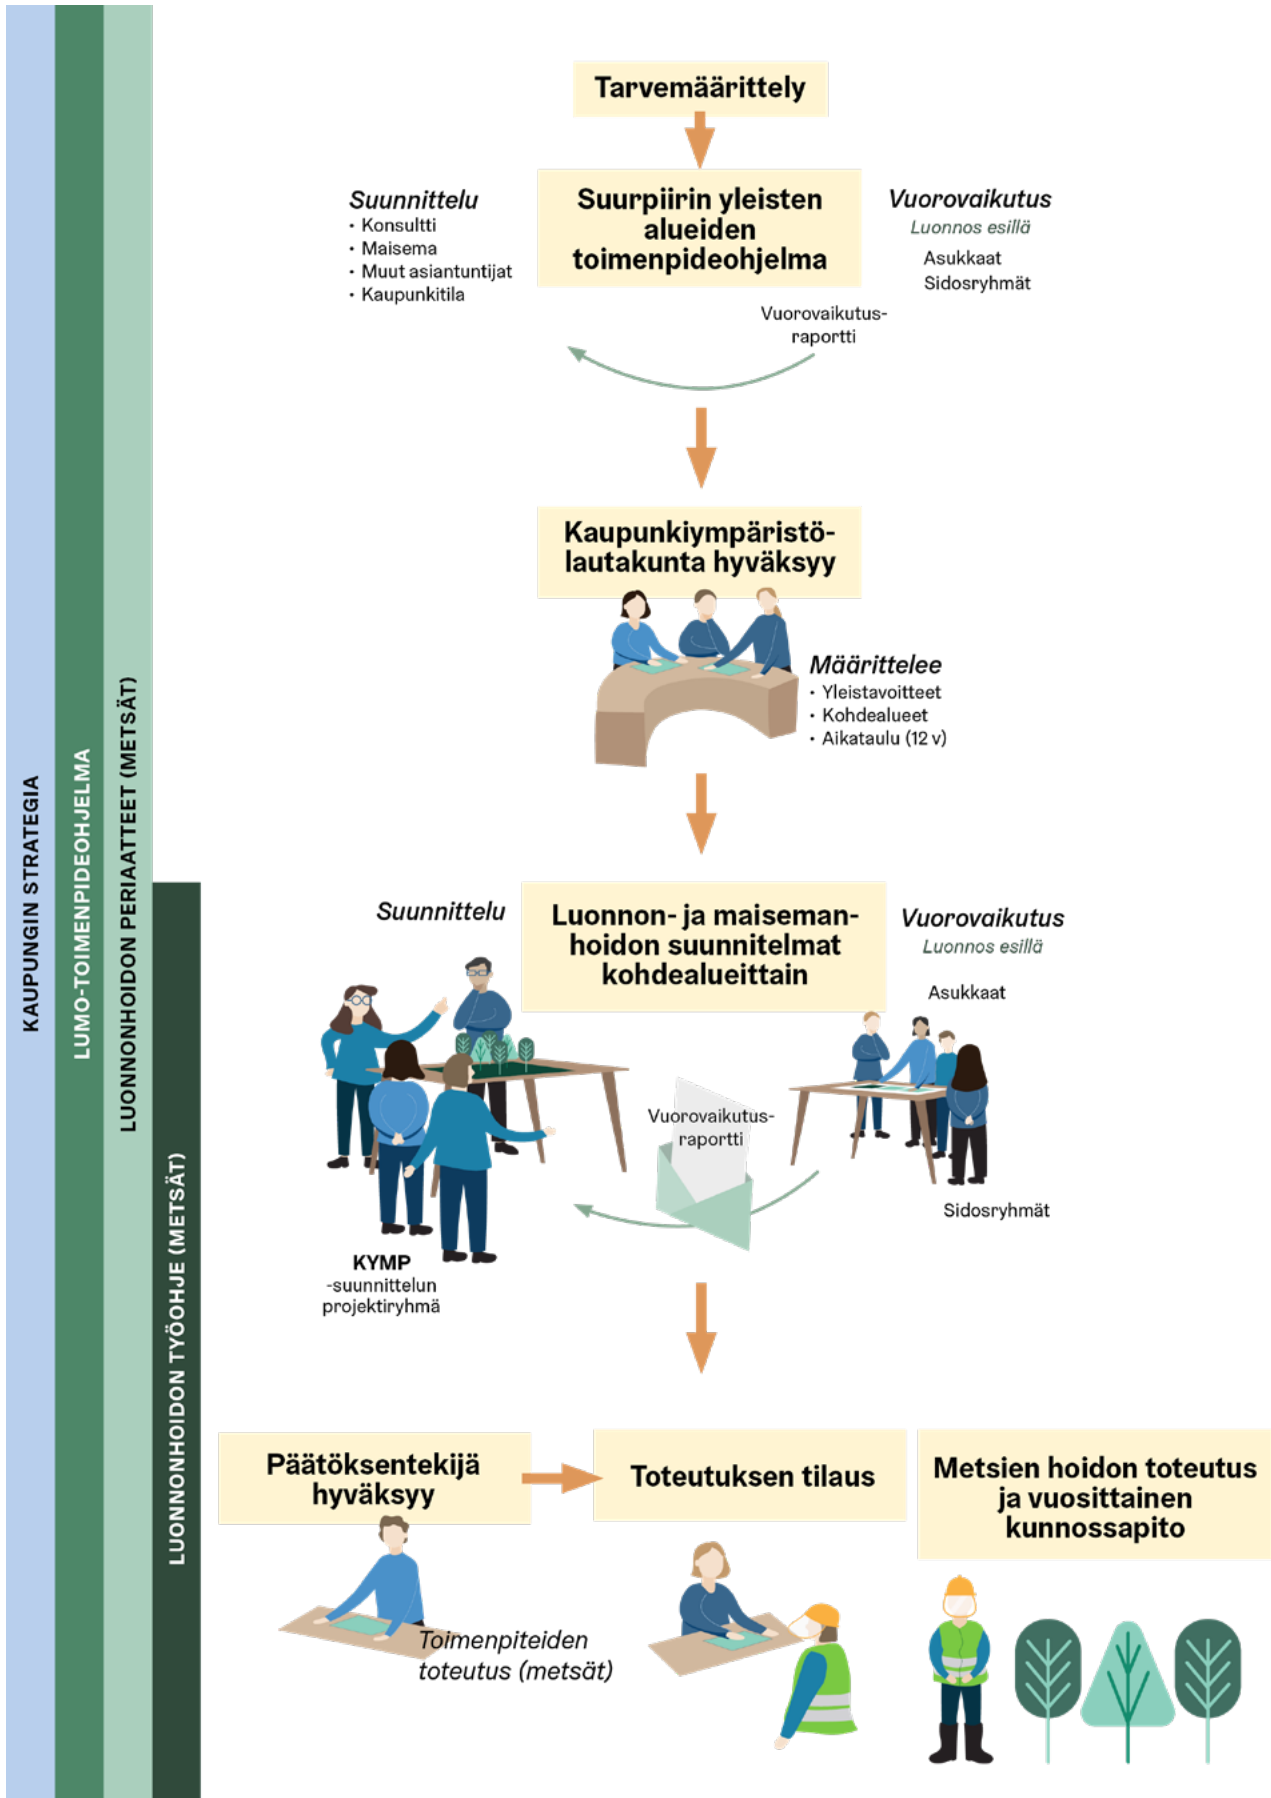 KAUPUNGIN STRATEGIA
LUMO-TOIMENPIDEOHJELMA
LUONNONHOIDON PERIAATTEET (METSÄT)
LUONNONHOIDON TYÖOHJE (METSÄT)
Tarvemäärittely
Suunnittelu
• Konsultti
• Maisema
• Muut asiantuntijat
• Kaupunkitila
Suurpiirin yleisten
alueiden
toimenpideohjelma
Vuorovaikutus
Luonnos esillä
Asukkaat
Sidosryhmät
Vuorovaikutus-
raportti
Kaupunkiympäristö-
lautakunta hyväksyy
Määrittelee
• Yleistavoitteet
• Kohdealueet
• Aikataulu (12 v)
Suunnittelu
Luonnon- ja maiseman-
hoidon suunnitelmat
kohdealueittain
Vuorovaikutus
Luonnos esillä
Asukkaat
Vuorovaikutus-
raportti
Sidosryhmät
KYMP
-suunnittelun
projektiryhmä
Päätöksentekijä
hyväksyy
Toteutuksen tilaus
Metsien hoidon toteutus
ja vuosittainen
kunnossapito
Toimenpiteiden
toteutus (metsät)